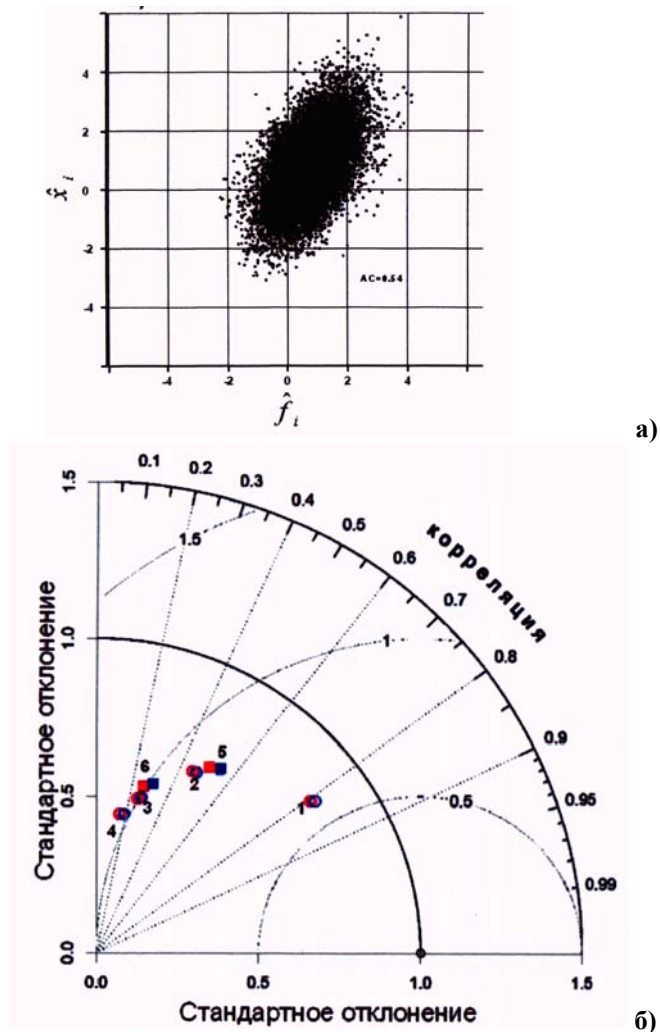 4
2
0
-2
-4
x̂ i
AC=0.54
-4 -2 0 2 4
f̂ i
а)
0.1 0.2 0.3 0.4 0.5 0.6 0.7 0.8 0.9 0.95 0.99
корреляция
1.5 1 0.5
1.5
1.0
0.5
0.0
Стандартное отклонение
6 5
2
3 1
4
0.0 0.5 1.0 1.5
Стандартное отклонение
б)